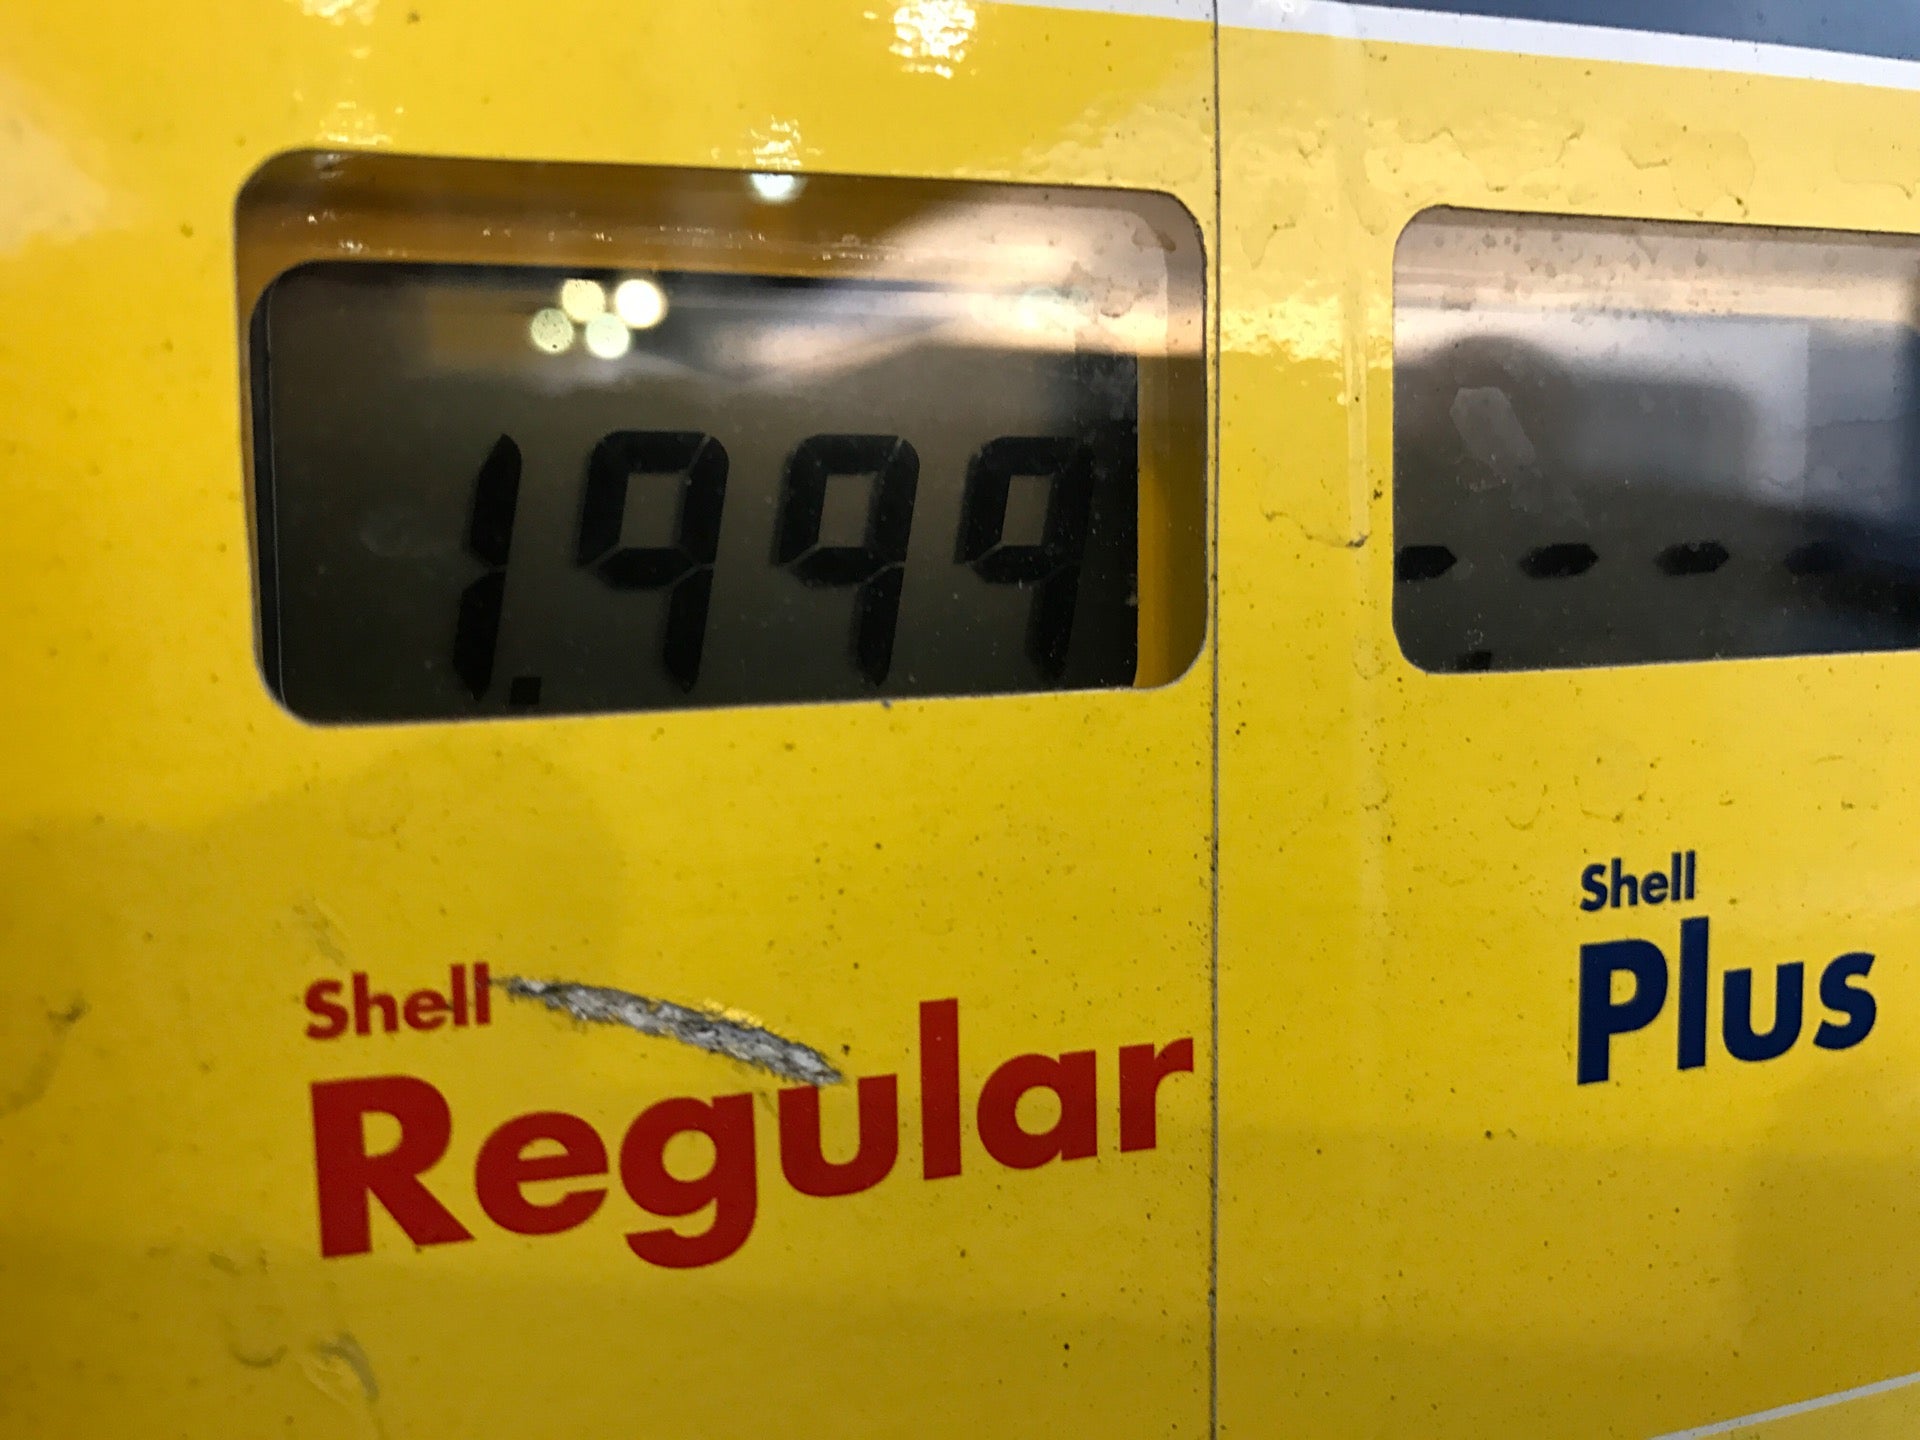 1.999
----
Shell
Regular
Shell
Plus